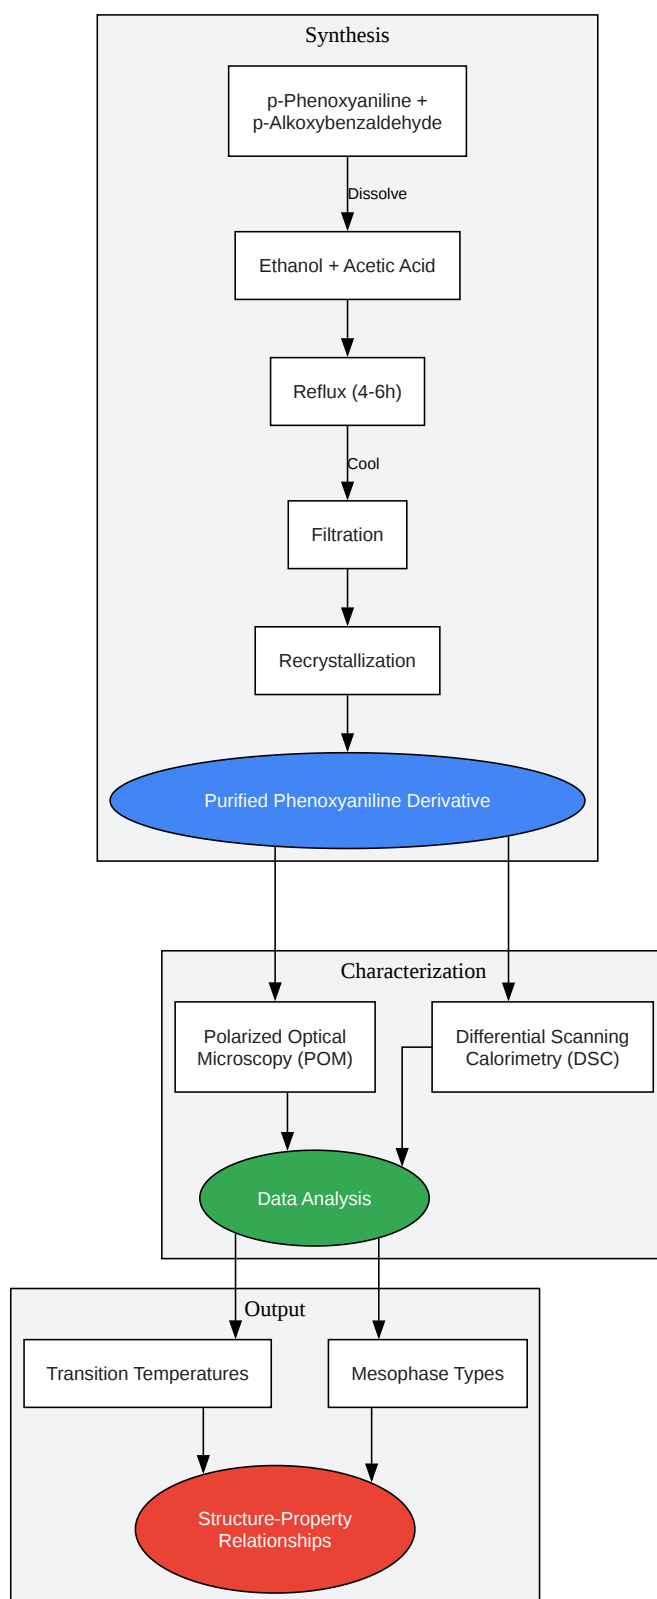 Synthesis
p-Phenoxyaniline +
p-Alkoxybenzaldehyde
Dissolve
Ethanol + Acetic Acid
Reflux (4-6h)
Cool
Filtration
Recrystallization
Purified Phenoxyaniline Derivative
Characterization
Polarized Optical
Microscopy (POM)
Differential Scanning
Calorimetry (DSC)
Data Analysis
Output
Transition Temperatures
Mesophase Types
Structure-Property
Relationships